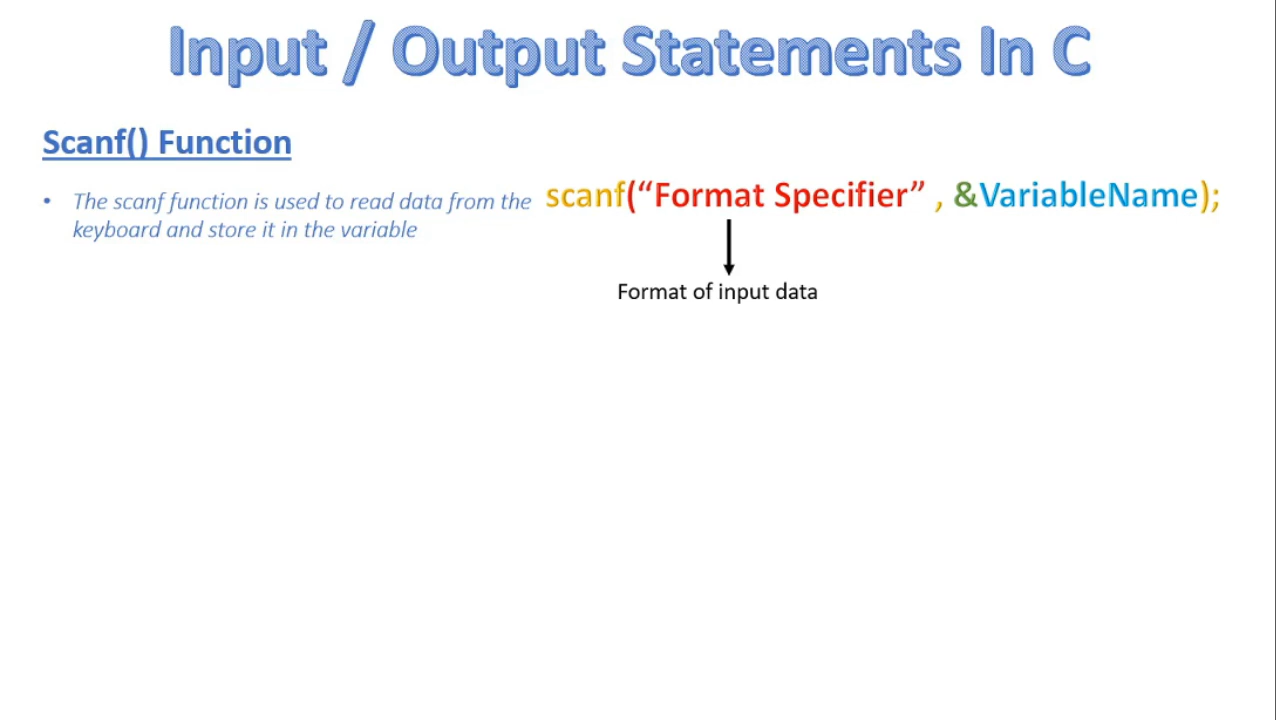 Input / Output Statements In C
Scanf() Function
• The scanf function is used to read data from the
keyboard and store it in the variable
scanf(“Format Specifier” , &VariableName);
Format of input data